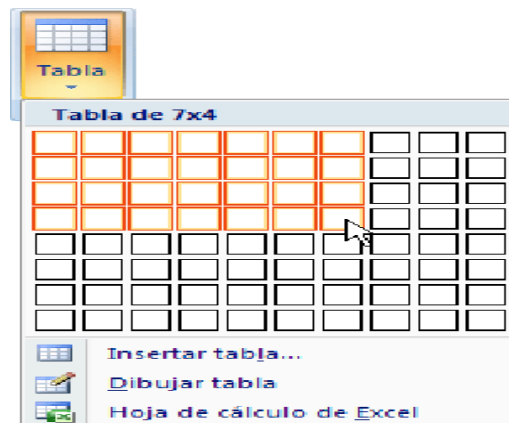 Tabla
Tabla de 7x4
Insertar tabla...
Dibujar tabla
Hoja de cálculo de Excel